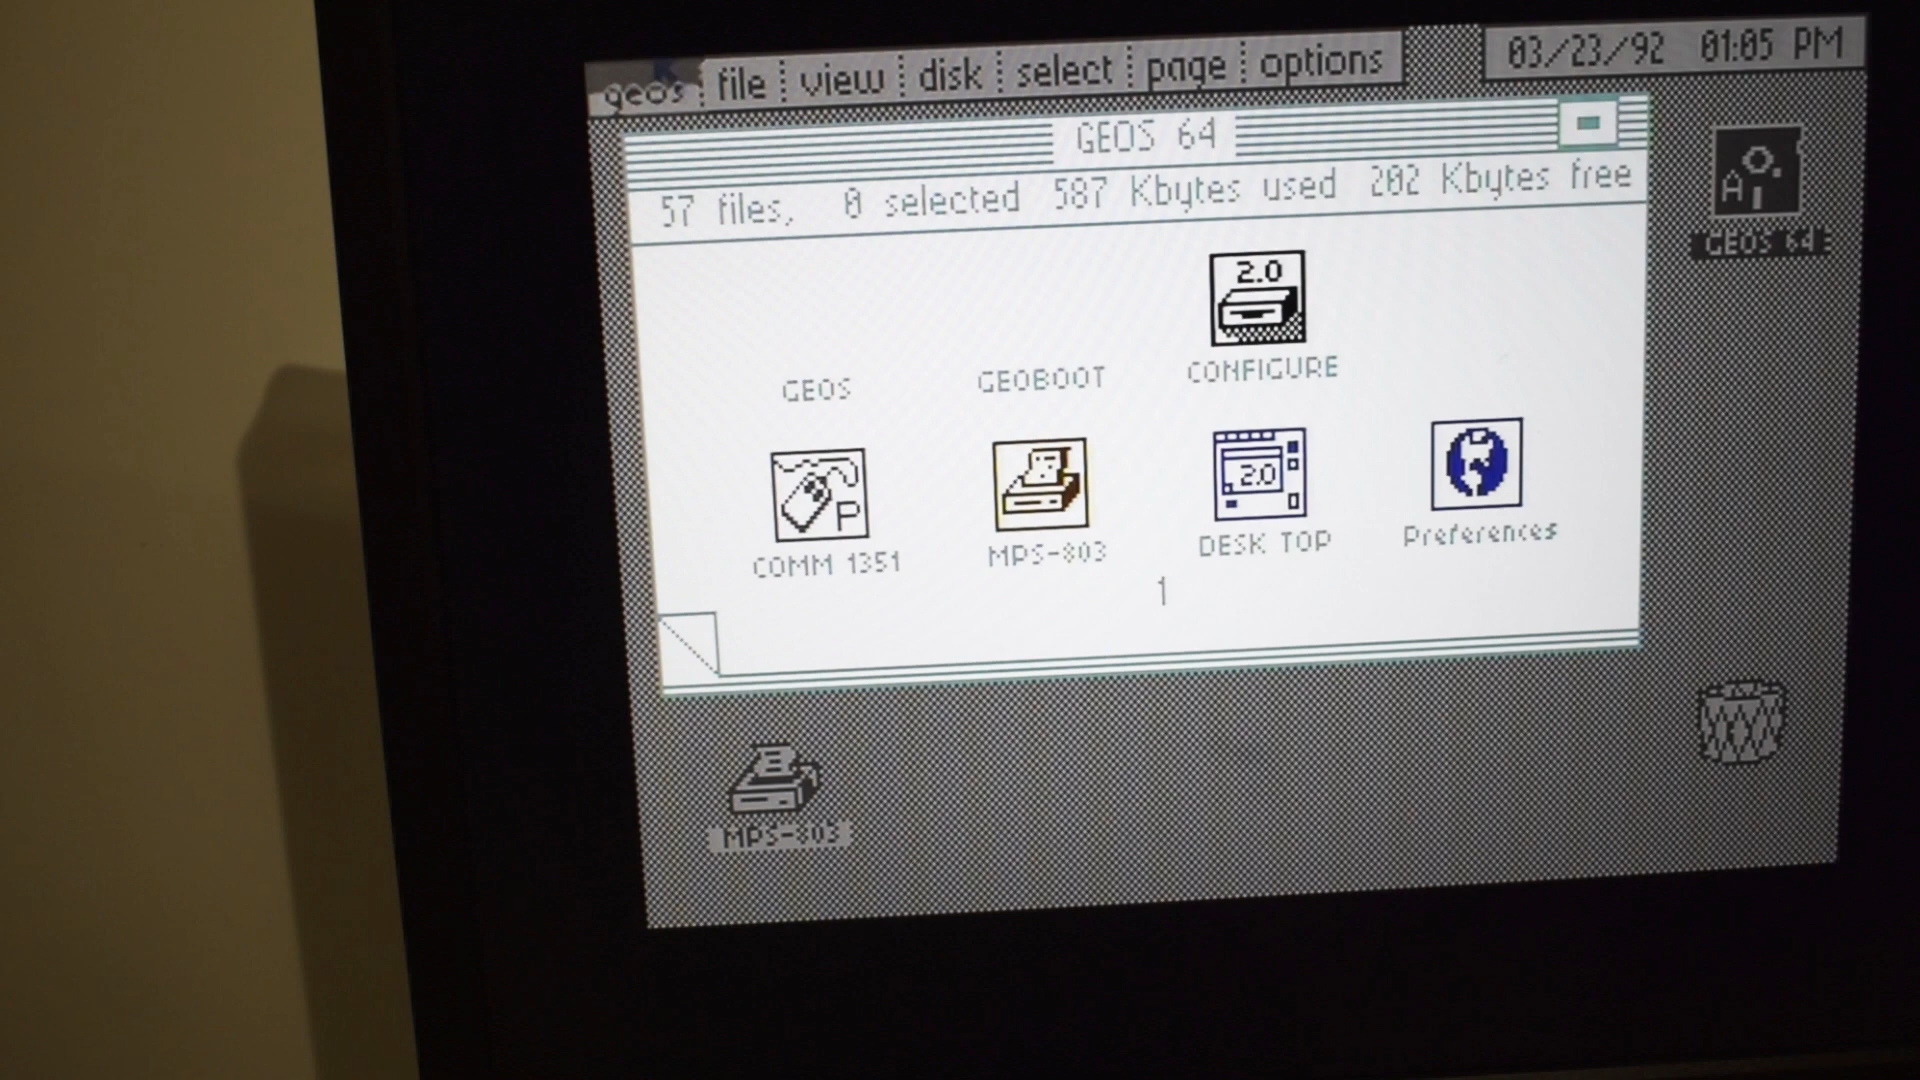 geos file view disk select page options 03/23/92 01:05 PM
GEOS 64
57 files, 0 selected 587 Kbytes used 202 Kbytes free
A
GEOS 64
2.0
GEOS GEOBOOT CONFIGURE
P 2.0
COMM 1351 MPS-803 DESK TOP Preferences
1
MPS-803